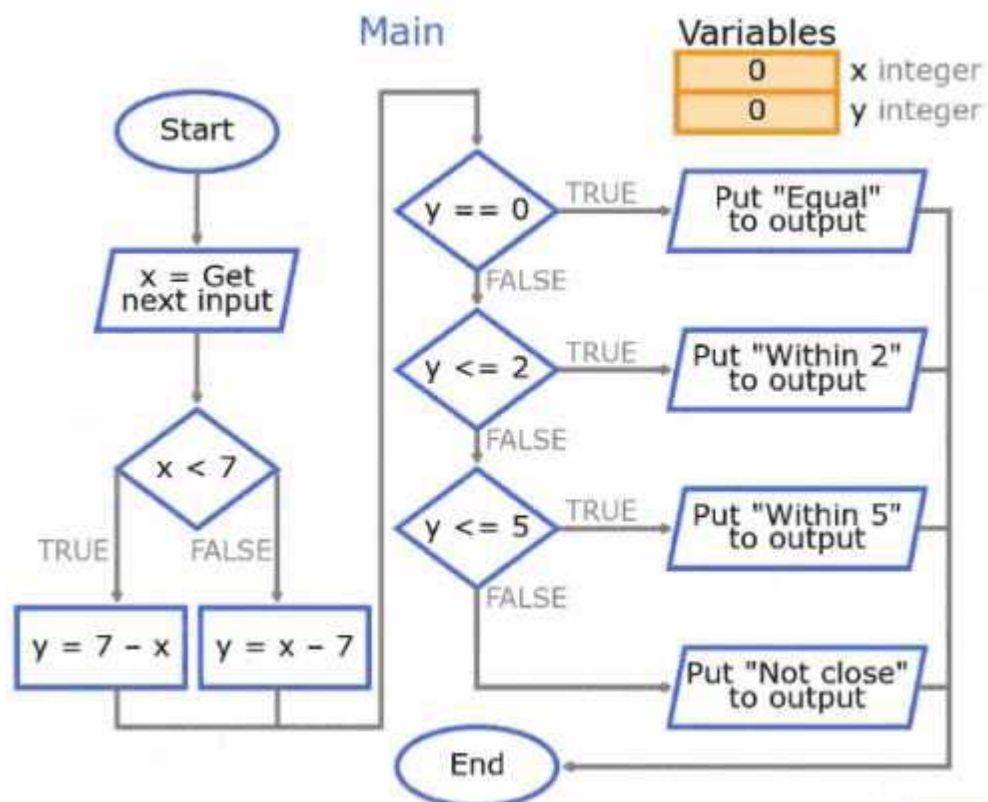 Main
Variables
0 x integer
0 y integer
Start
x = Get
next input
x < 7
TRUE
FALSE
y = 7 – x
y = x – 7
y == 0
TRUE
Put "Equal"
to output
FALSE
y <= 2
TRUE
Put "Within 2"
to output
FALSE
y <= 5
TRUE
Put "Within 5"
to output
FALSE
Put "Not close"
to output
End